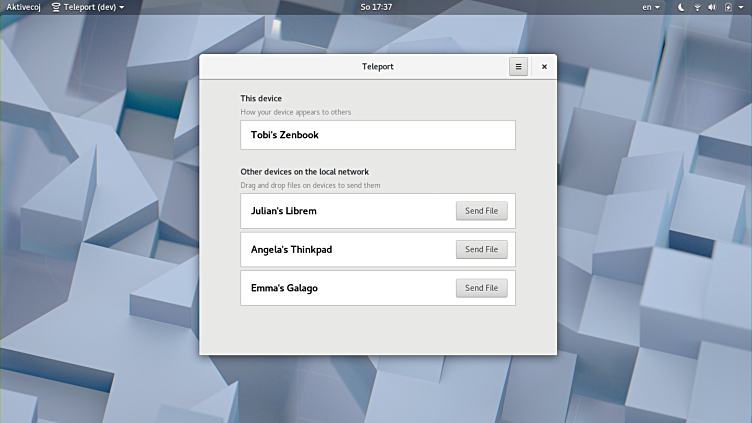 Aktivecoj Teleport (dev) So 17:37 en
Teleport
This device
How your device appears to others
Tobi's Zenbook
Other devices on the local network
Drag and drop files on devices to send them
Julian's Librem Send File
Angela's Thinkpad Send File
Emma's Galago Send File